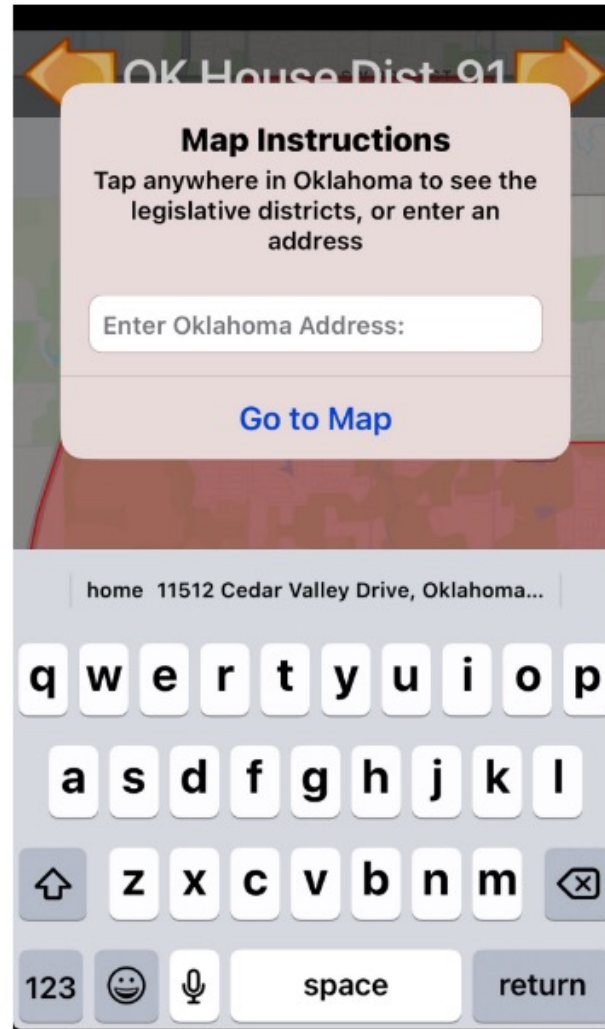 OK House Dist. 91
Map Instructions
Tap anywhere in Oklahoma to see the
legislative districts, or enter an
address
Enter Oklahoma Address:
Go to Map
home 11512 Cedar Valley Drive, Oklahoma...
q w e r t y u i o p
a s d f g h j k l
z x c v b n m
123 space return